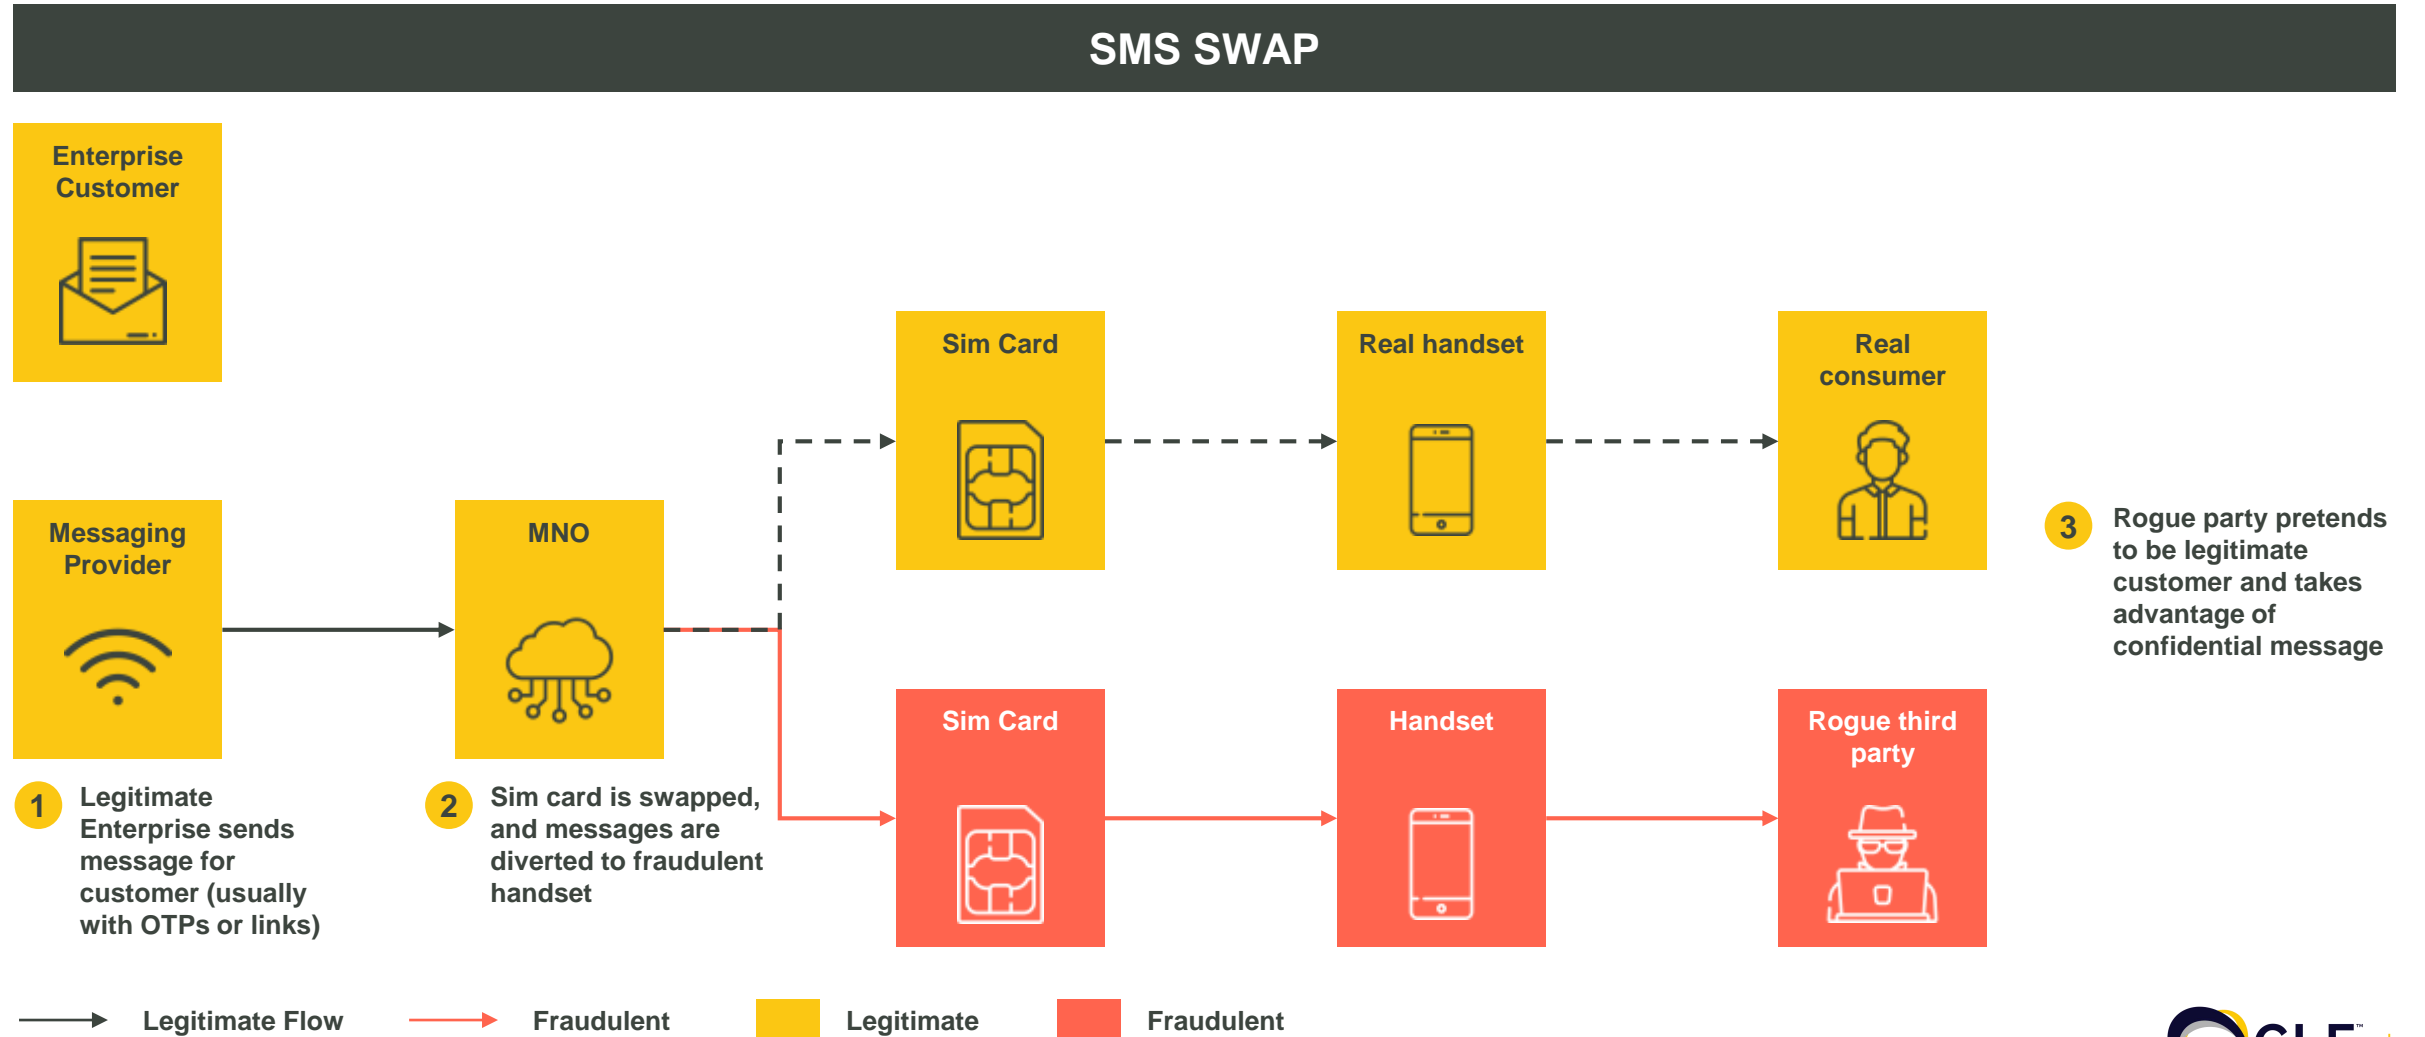 SMS SWAP
Enterprise
Customer
Sim Card
Real handset
Real
consumer
Messaging
Provider
MNO
3
Rogue party pretends
to be legitimate
customer and takes
advantage of
confidential message
Sim Card
Handset
Rogue third
party
1
Legitimate
Enterprise sends
message for
customer (usually
with OTPs or links)
2
Sim card is swapped,
and messages are
diverted to fraudulent
handset
Legitimate Flow
Fraudulent
Legitimate
Fraudulent